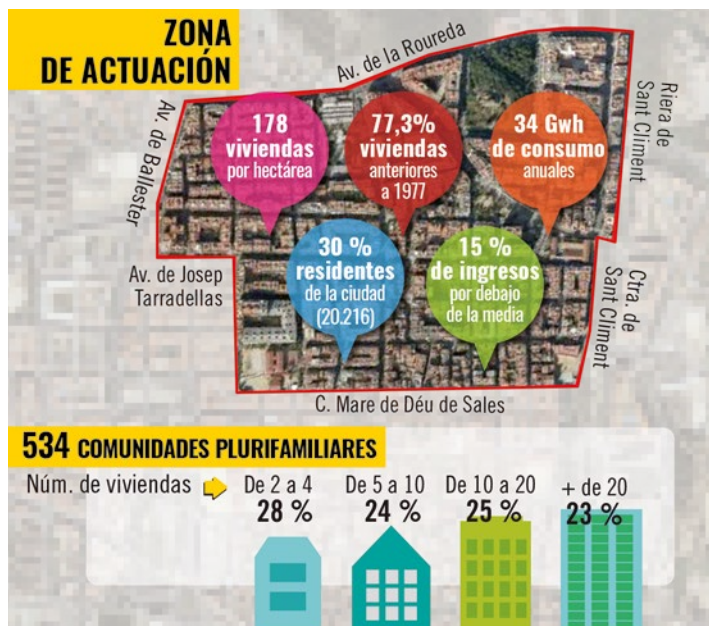 ZONA
DE ACTUACIÓN
Av. de la Roureda
Riera de
Sant Climent
Av. de Ballester
178
viviendas
por hectárea
77,3%
viviendas
anteriores
a 1977
34 Gwh
de consumo
anuales
30 %
residentes
de la ciudad
(20.216)
15 %
de ingresos
por debajo
de la media
Av. de Josep
Tarradellas
Ctra. de
Sant Climent
C. Mare de Déu de Sales
534 COMUNIDADES PLURIFAMILIARES
Núm. de viviendas
De 2 a 4
28 %
De 5 a 10
24 %
De 10 a 20
25 %
+ de 20
23 %